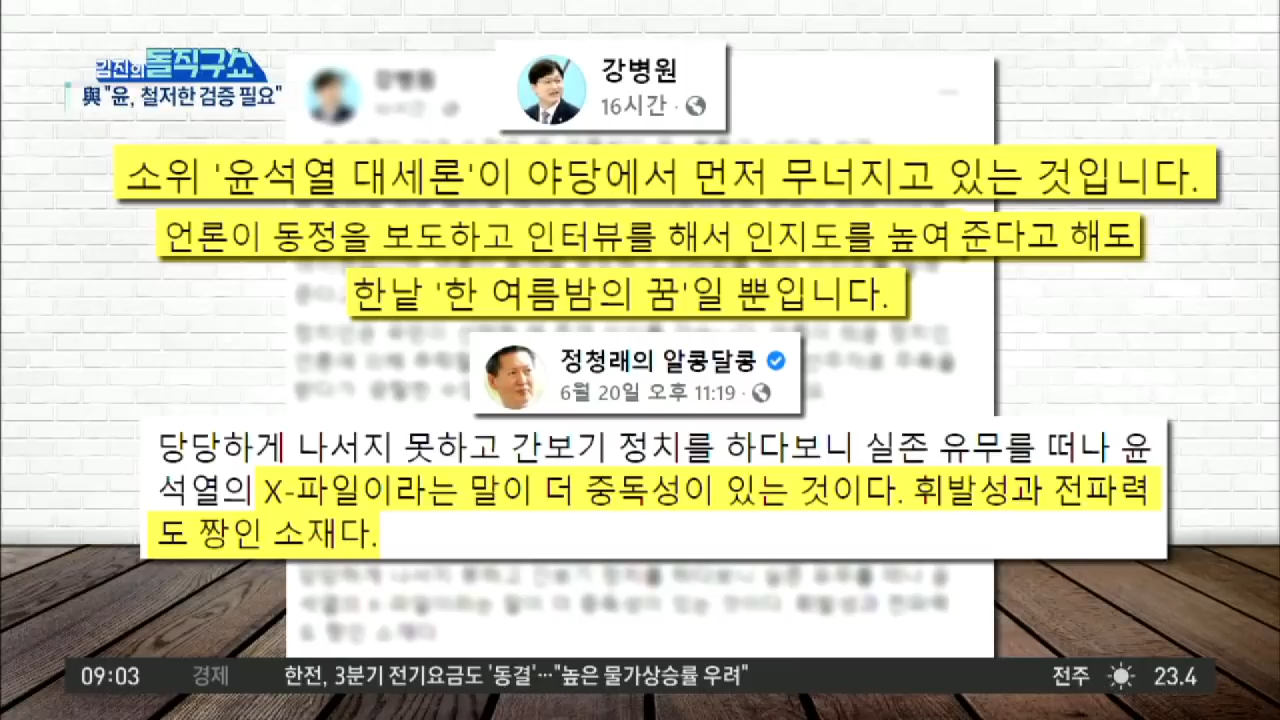 김진의 돌직구쇼
與 "윤, 철저한 검증 필요"
강병원
16시간 ·
소위 '윤석열 대세론'이 야당에서 먼저 무너지고 있는 것입니다.
언론이 동정을 보도하고 인터뷰를 해서 인지도를 높여 준다고 해도
한낱 '한 여름밤의 꿈'일 뿐입니다.
정청래의 알콩달콩
6월 20일 오후 11:19 ·
당당하게 나서지 못하고 간보기 정치를 하다보니 실존 유무를 떠나 윤
석열의 X-파일이라는 말이 더 중독성이 있는 것이다. 휘발성과 전파력
도 짱인 소재다.
09:03 경제 한전, 3분기 전기요금도 '동결'…"높은 물가상승률 우려" 전주 23.4